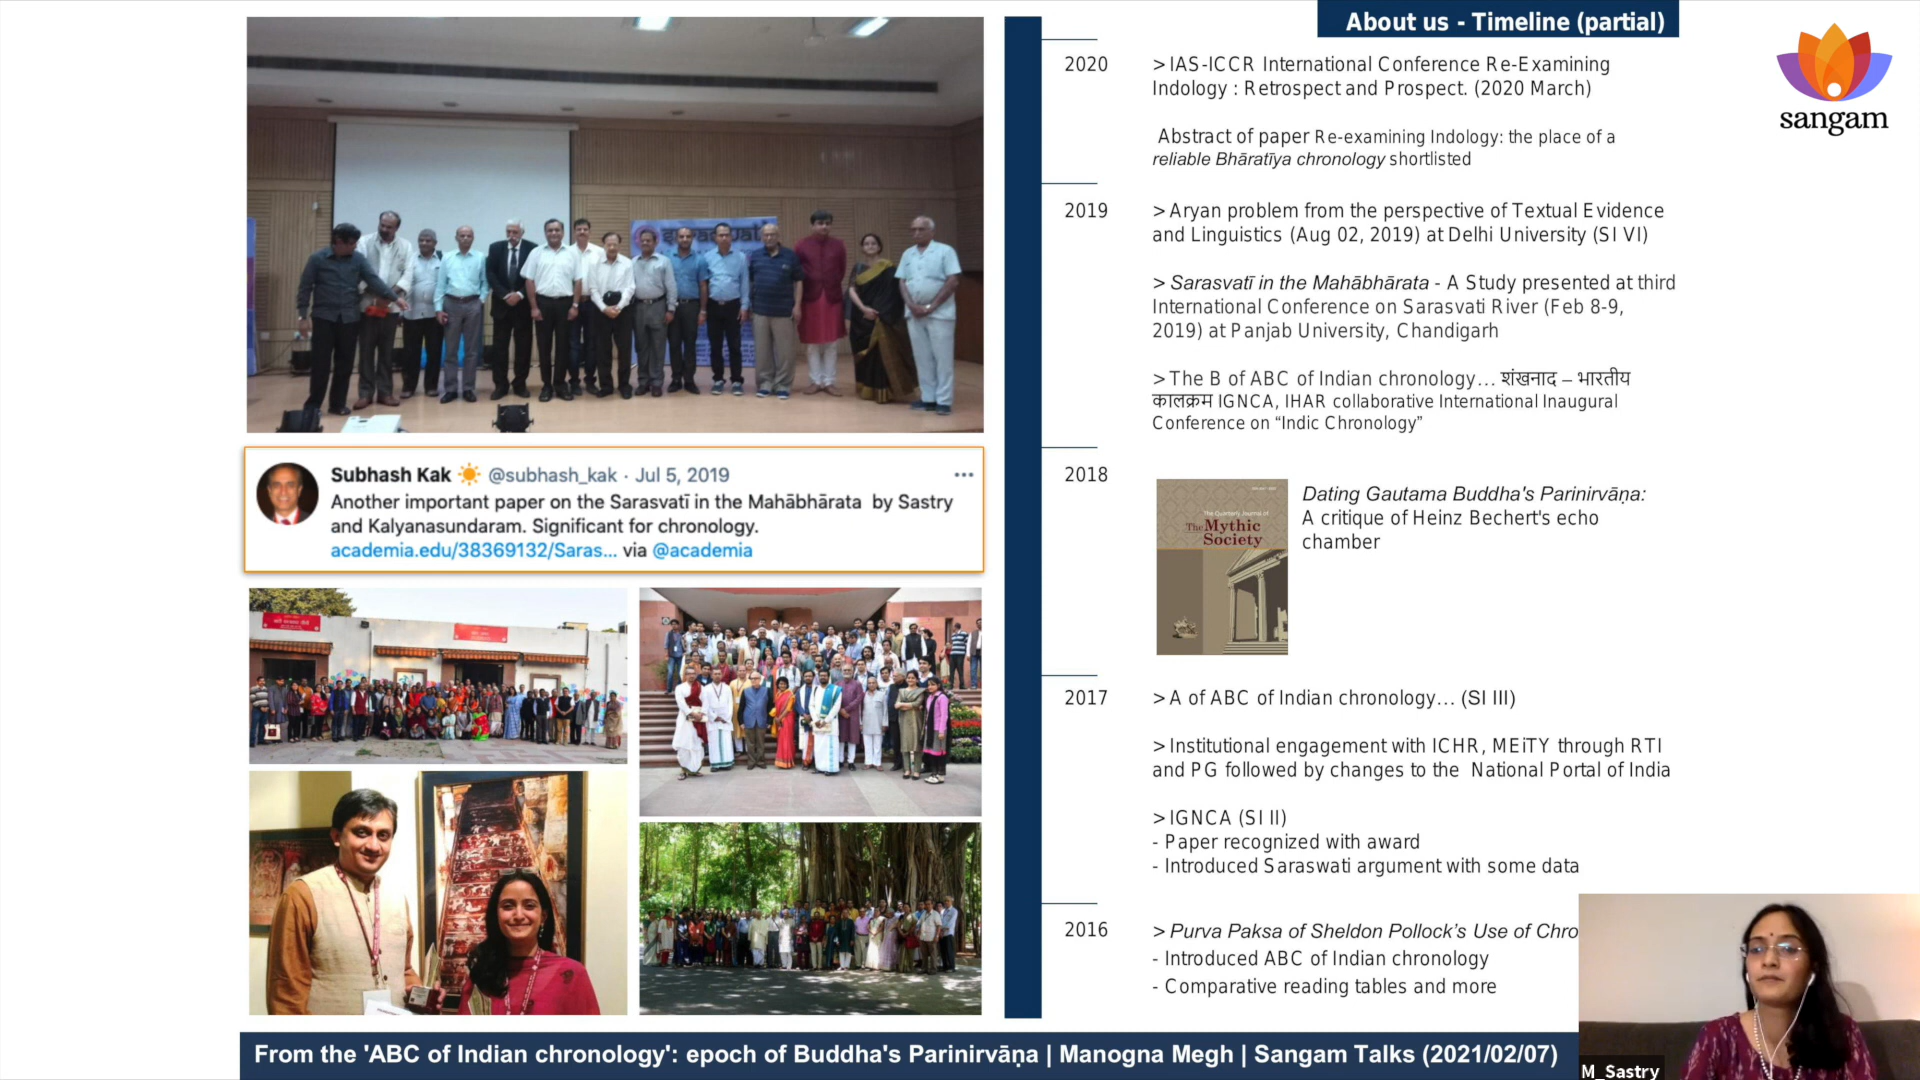 About us - Timeline (partial)
sangam
2020
> IAS-ICCR International Conference Re-Examining
Indology : Retrospect and Prospect. (2020 March)
Abstract of paper Re-examining Indology: the place of a
reliable Bhāratīya chronology shortlisted
2019
> Aryan problem from the perspective of Textual Evidence
and Linguistics (Aug 02, 2019) at Delhi University (SI VI)
> Sarasvatī in the Mahābhārata - A Study presented at third
International Conference on Sarasvati River (Feb 8-9,
2019) at Panjab University, Chandigarh
> The B of ABC of Indian chronology... शंखनाद – भारतीय
कालक्रम IGNCA, IHAR collaborative International Inaugural
Conference on “Indic Chronology”
Subhash Kak @subhash_kak · Jul 5, 2019
Another important paper on the Sarasvatī in the Mahābhārata by Sastry
and Kalyanasundaram. Significant for chronology.
academia.edu/38369132/Saras... via @academia
2018
The Quarterly Journal of
The Mythic
Society
Dating Gautama Buddha's Parinirvāṇa:
A critique of Heinz Bechert's echo
chamber
2017
> A of ABC of Indian chronology... (SI III)
> Institutional engagement with ICHR, MEiTY through RTI
and PG followed by changes to the National Portal of India
> IGNCA (SI II)
- Paper recognized with award
- Introduced Saraswati argument with some data
2016
> Purva Paksa of Sheldon Pollock’s Use of Chro
- Introduced ABC of Indian chronology
- Comparative reading tables and more
From the 'ABC of Indian chronology': epoch of Buddha's Parinirvāṇa | Manogna Megh | Sangam Talks (2021/02/07)
M_Sastry